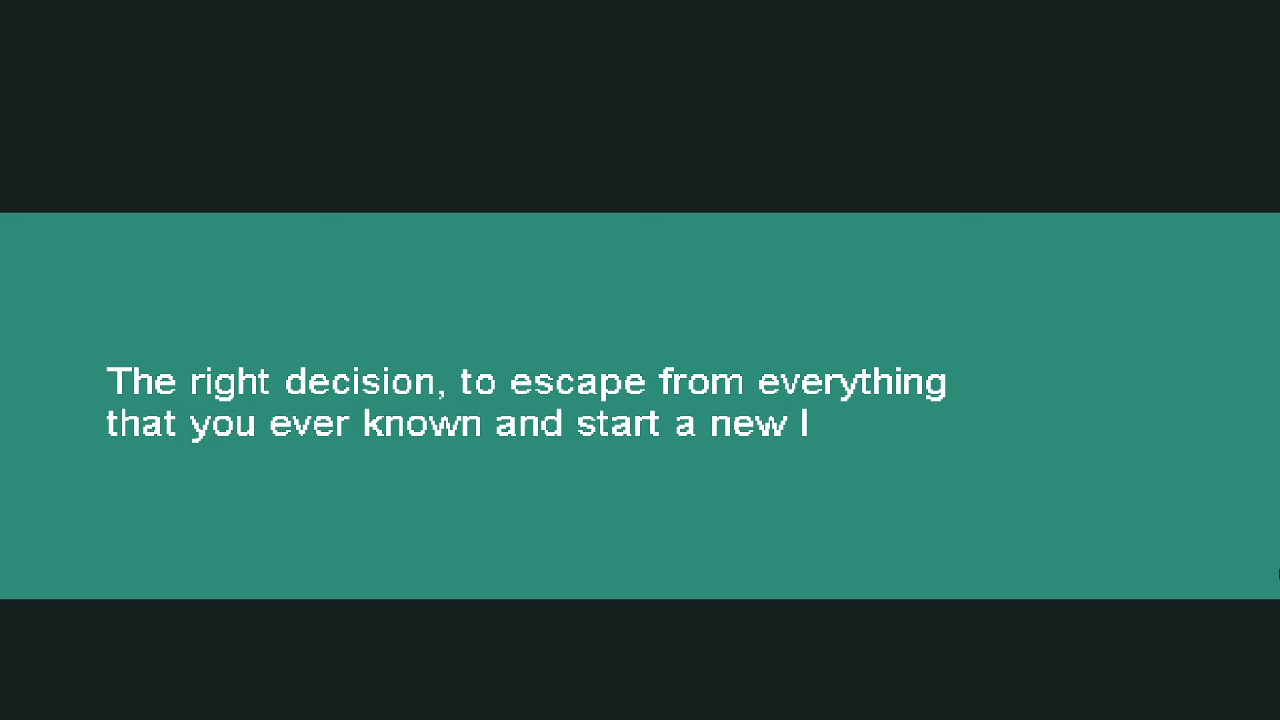 The right decision, to escape from everything
that you ever known and start a new l